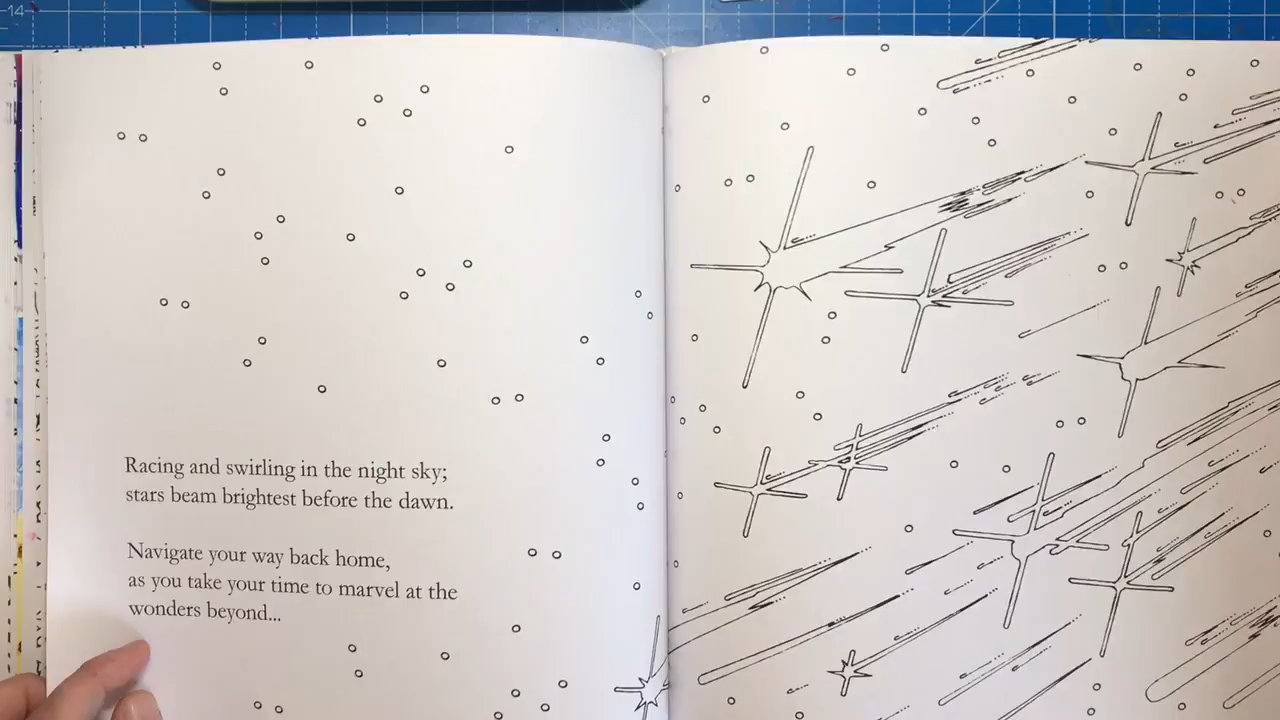 14
Racing and swirling in the night sky;
stars beam brightest before the dawn.
Navigate your way back home,
as you take your time to marvel at the
wonders beyond...